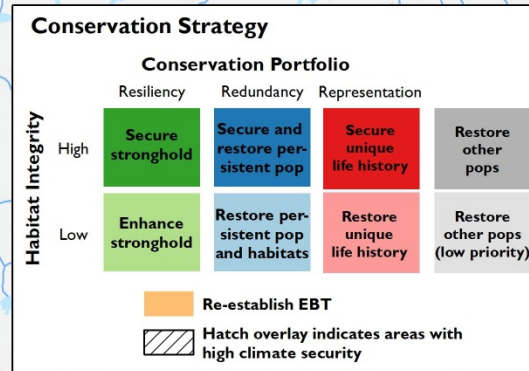 Conservation Strategy
Conservation Portfolio
Resiliency Redundancy Representation
Habitat Integrity
High
Secure
stronghold
Secure and
restore per-
sistent pop
Secure
unique
life history
Restore
other
pops
Low
Enhance
stronghold
Restore per-
sistent pop
and habitats
Restore
unique
life history
Restore
other pops
(low priority)
Re-establish EBT
Hatch overlay indicates areas with
high climate security